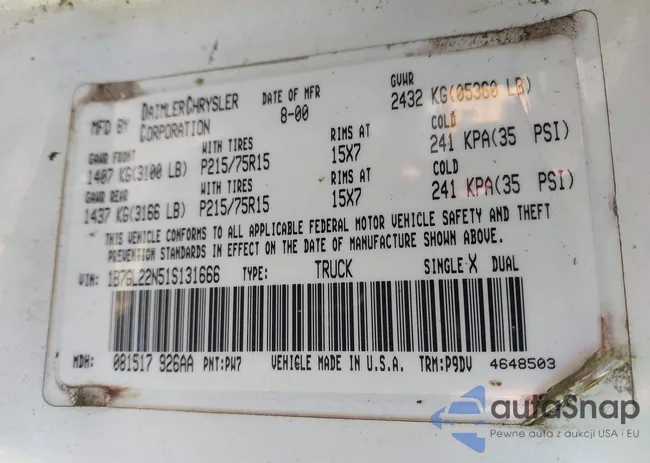 MFD BY DAIMLERCHRYSLER CORPORATION DATE OF MFR 8-00 GVWR 2432 KG(05360 LB)
GAWR FRONT WITH TIRES RIMS AT COLD
1407 KG(3100 LB) P215/75R15 15X7 241 KPA(35 PSI)
GAWR REAR WITH TIRES RIMS AT COLD
1437 KG(3166 LB) P215/75R15 15X7 241 KPA(35 PSI)
THIS VEHICLE CONFORMS TO ALL APPLICABLE FEDERAL MOTOR VEHICLE SAFETY AND THEFT
PREVENTION STANDARDS IN EFFECT ON THE DATE OF MANUFACTURE SHOWN ABOVE.
VIN: 1B7GL22N51S131666 TYPE: TRUCK SINGLE-X DUAL
MDH: 081517 926AA PNT:PW7 VEHICLE MADE IN U.S.A. TRM:P9DV 4648503
autaSnap
Pewne auta z aukcji USA i EU